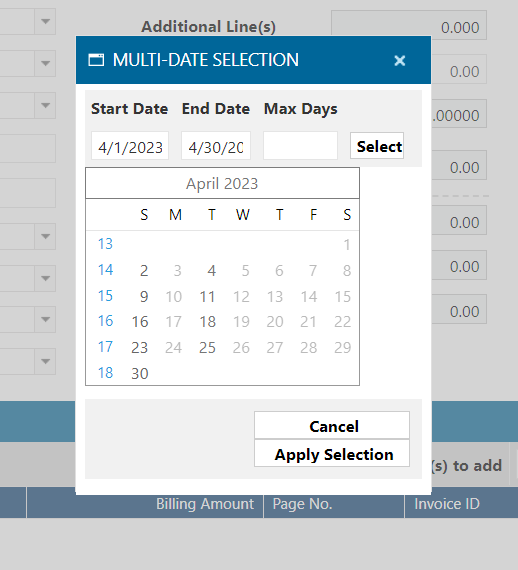 Additional Line(s)
0.000
MULTI-DATE SELECTION
0.00
Start Date End Date Max Days
.00000
4/1/2023 4/30/20 Select
0.00
April 2023
S M T W T F S
0.00
13 1
14 2 3 4 5 6 7 8
0.00
15 9 10 11 12 13 14 15
0.00
16 16 17 18 19 20 21 22
17 23 24 25 26 27 28 29
18 30
Cancel
Apply Selection
(s) to add
Billing Amount Page No. Invoice ID